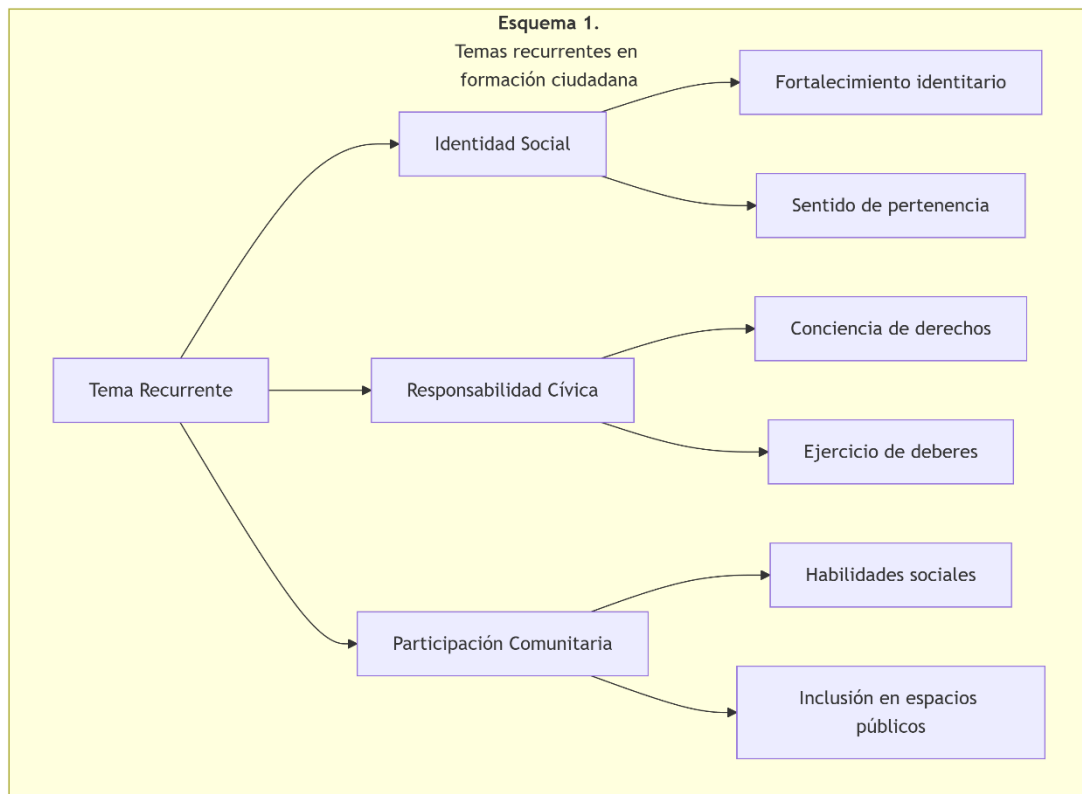 Esquema 1.
Temas recurrentes en
formación ciudadana
Fortalecimiento identitario
Identidad Social
Sentido de pertenencia
Conciencia de derechos
Tema Recurrente
Responsabilidad Cívica
Ejercicio de deberes
Habilidades sociales
Participación Comunitaria
Inclusión en espacios
públicos